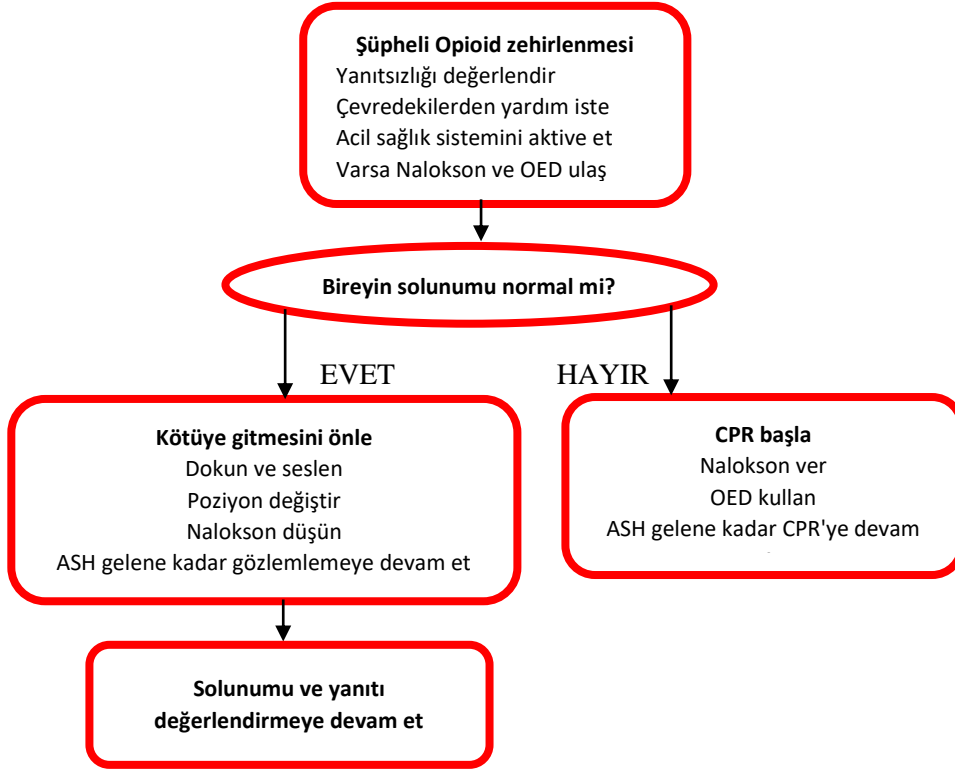 Şüpheli Opioid zehirlenmesi
Yanıtsızlığı değerlendir
Çevredekilerden yardım iste
Acil sağlık sistemini aktive et
Varsa Nalokson ve OED ulaş
Bireyin solunumu normal mi?
EVET
HAYIR
Kötüye gitmesini önle
Dokun ve seslen
Poziyon değiştir
Nalokson düşün
ASH gelene kadar gözlemlemeye devam et
CPR başla
Nalokson ver
OED kullan
ASH gelene kadar CPR'ye devam
Solunumu ve yanıtı
değerlendirmeye devam et